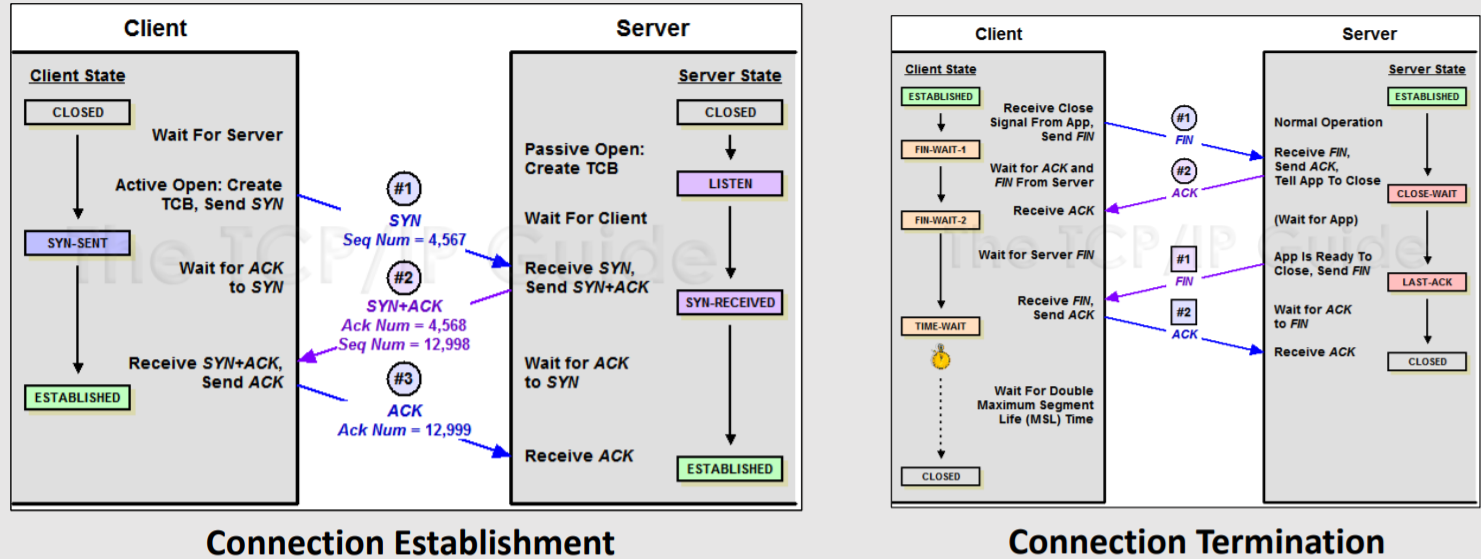 Client
Server
Client State
Server State
CLOSED
CLOSED
Wait For Server
Passive Open:
Create TCB
Active Open: Create
TCB, Send SYN
#1
SYN
Seq Num = 4,567
LISTEN
Wait For Client
SYN-SENT
Wait for ACK
to SYN
#2
SYN+ACK
Ack Num = 4,568
Seq Num = 12,998
Receive SYN,
Send SYN+ACK
SYN-RECEIVED
Receive SYN+ACK,
Send ACK
Wait for ACK
to SYN
ESTABLISHED
#3
ACK
Ack Num = 12,999
Receive ACK
ESTABLISHED
The TCP/IP Guide
Connection Establishment
Client
Server
Client State
Server State
ESTABLISHED
ESTABLISHED
Receive Close
Signal From App,
Send FIN
#1
FIN
Normal Operation
FIN-WAIT-1
Wait for ACK and
FIN From Server
#2
ACK
Receive FIN,
Send ACK,
Tell App To Close
CLOSE-WAIT
Receive ACK
FIN-WAIT-2
(Wait for App)
Wait for Server FIN
#1
FIN
App Is Ready To
Close, Send FIN
LAST-ACK
Receive FIN,
Send ACK
#2
ACK
Wait for ACK
to FIN
TIME-WAIT
Receive ACK
CLOSED
Wait For Double
Maximum Segment
Life (MSL) Time
CLOSED
The TCP/IP Guide
Connection Termination